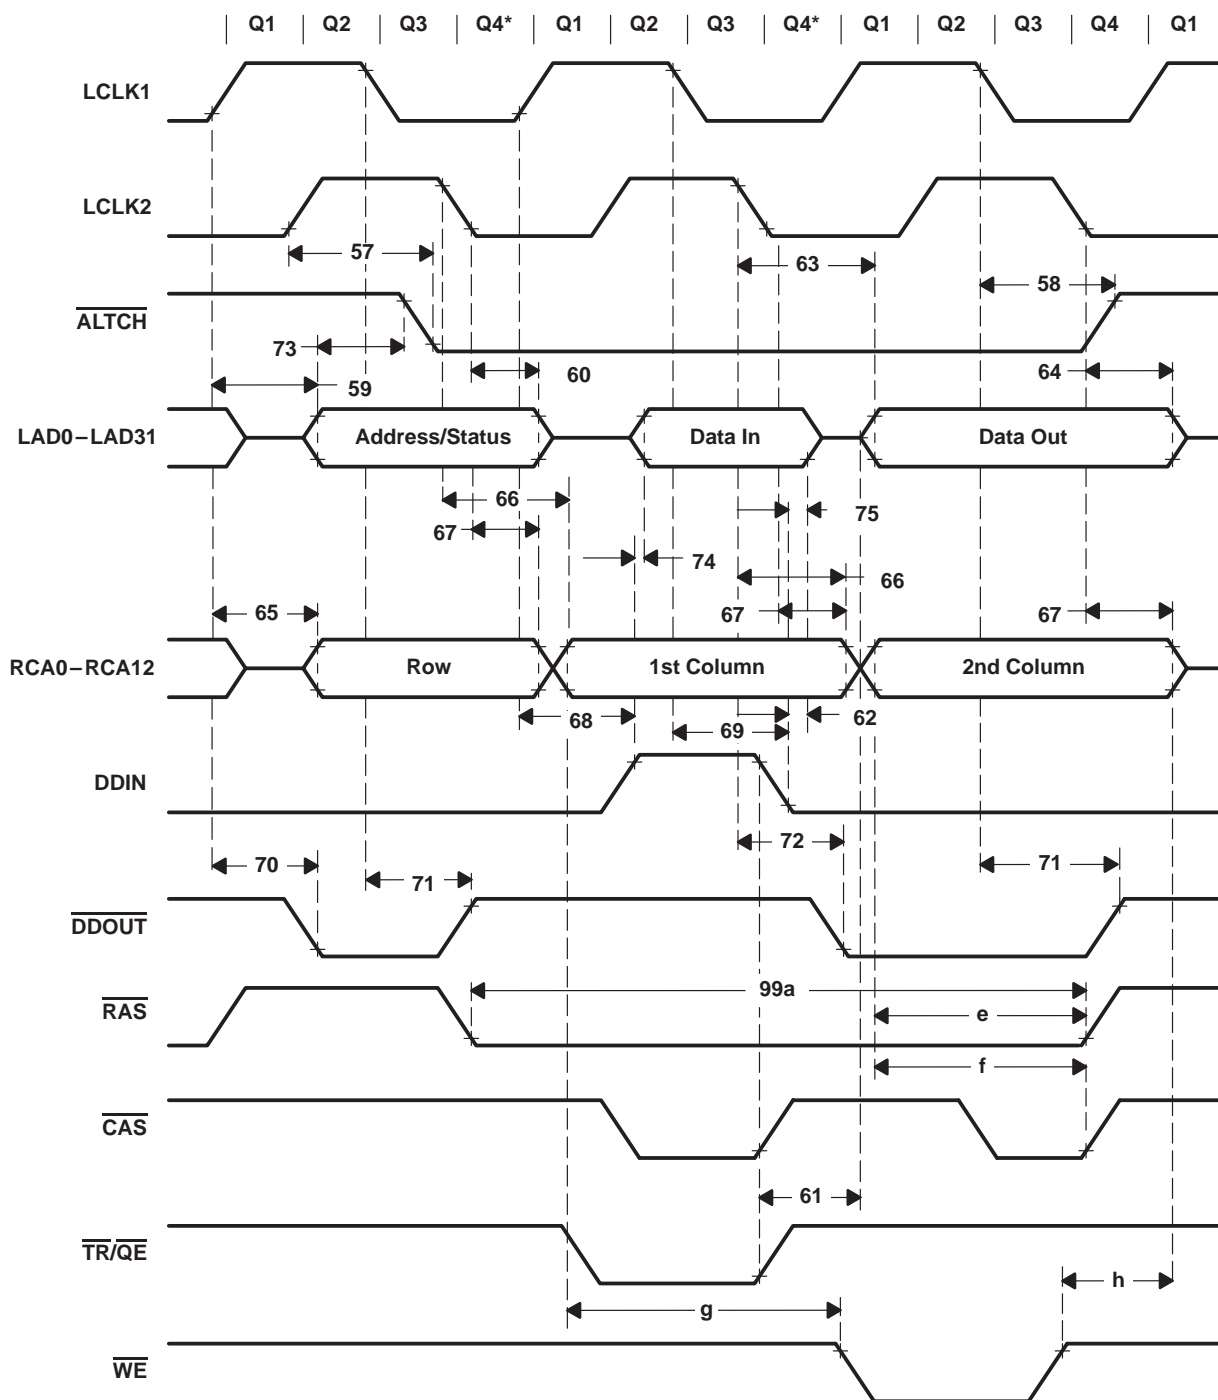 Q1 Q2 Q3 Q4* Q1 Q2 Q3 Q4* Q1 Q2 Q3 Q4 Q1
LCLK1
LCLK2
57
63
58
ALTCH
73
60
64
59
LAD0–LAD31
Address/Status
Data In
Data Out
66
75
67
74
66
65
67
67
RCA0–RCA12
Row
1st Column
2nd Column
68
62
69
DDIN
72
70
71
71
DDOUT
99a
RAS
e
f
CAS
61
TR/QE
h
g
WE